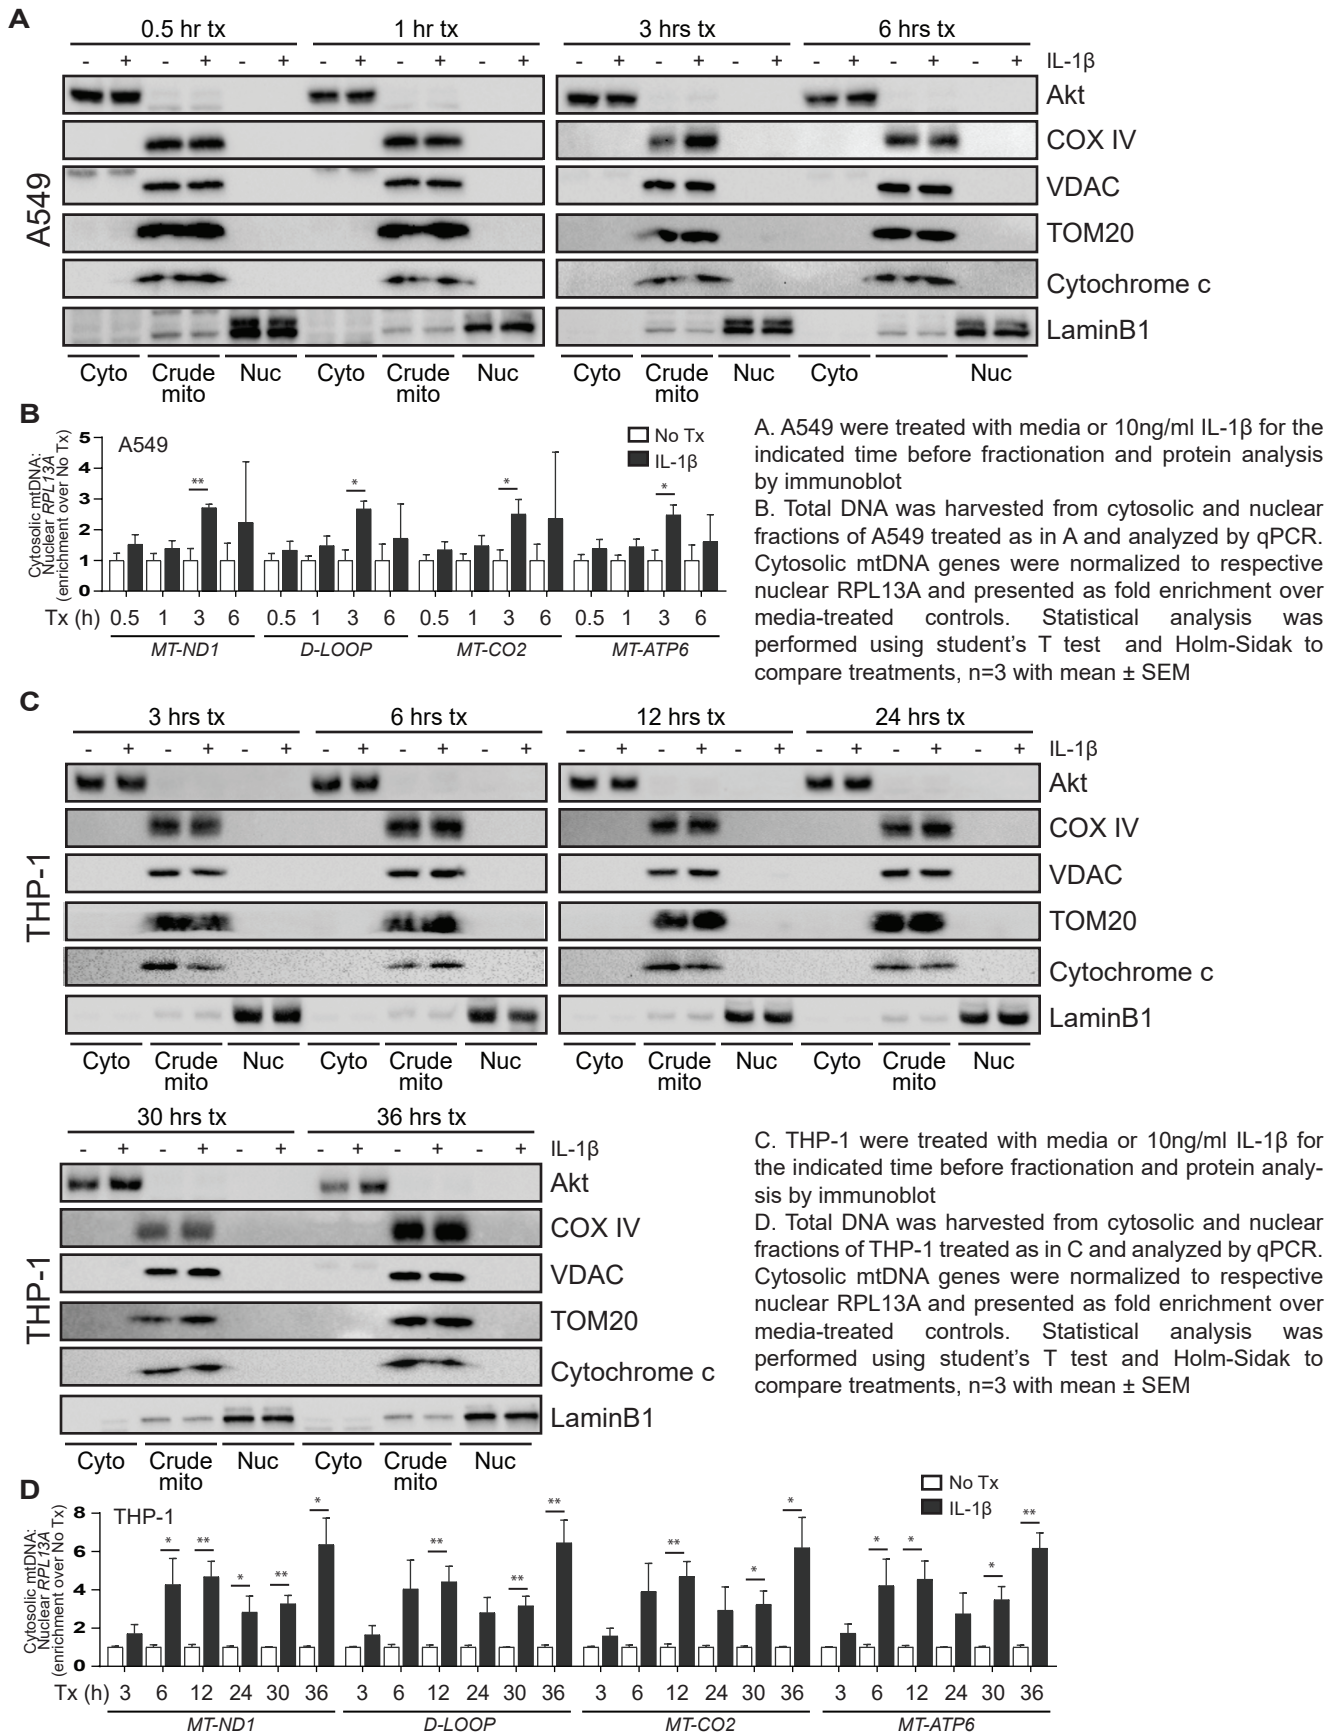 A
0.5 hr tx 1 hr tx 3 hrs tx 6 hrs tx
- + - + - + - + - + - + - + - + - + - + - + - + IL-1β
A549
Akt
COX IV
VDAC
TOM20
Cytochrome c
LaminB1
Cyto Crude mito Nuc Cyto Crude mito Nuc Cyto Crude mito Nuc Cyto Nuc
B
Cytosolic mtDNA:
Nuclear RPL13A
(enrichment over No Tx)
5
4
3
2
1
0
A549
No Tx
IL-1β
** * * *
Tx (h) 0.5 1 3 6 0.5 1 3 6 0.5 1 3 6 0.5 1 3 6
MT-ND1 D-LOOP MT-CO2 MT-ATP6
A. A549 were treated with media or 10ng/ml IL-1β for the
indicated time before fractionation and protein analysis
by immunoblot
B. Total DNA was harvested from cytosolic and nuclear
fractions of A549 treated as in A and analyzed by qPCR.
Cytosolic mtDNA genes were normalized to respective
nuclear RPL13A and presented as fold enrichment over
media-treated controls. Statistical analysis was
performed using student's T test and Holm-Sidak to
compare treatments, n=3 with mean ± SEM
C
3 hrs tx 6 hrs tx 12 hrs tx 24 hrs tx
- + - + - + - + - + - + - + - + - + - + - + - + IL-1β
THP-1
Akt
COX IV
VDAC
TOM20
Cytochrome c
LaminB1
Cyto Crude mito Nuc Cyto Crude mito Nuc Cyto Crude mito Nuc Cyto Crude mito Nuc
30 hrs tx 36 hrs tx
- + - + - + - + - + - + IL-1β
THP-1
Akt
COX IV
VDAC
TOM20
Cytochrome c
LaminB1
Cyto Crude mito Nuc Cyto Crude mito Nuc
C. THP-1 were treated with media or 10ng/ml IL-1β for
the indicated time before fractionation and protein analy-
sis by immunoblot
D. Total DNA was harvested from cytosolic and nuclear
fractions of THP-1 treated as in C and analyzed by qPCR.
Cytosolic mtDNA genes were normalized to respective
nuclear RPL13A and presented as fold enrichment over
media-treated controls. Statistical analysis was
performed using student's T test and Holm-Sidak to
compare treatments, n=3 with mean ± SEM
D
Cytosolic mtDNA:
Nuclear RPL13A
(enrichment over No Tx)
8
6
4
2
0
THP-1
No Tx
IL-1β
* ** * ** * ** ** ** ** * * * * * **
Tx (h) 3 6 12 24 30 36 3 6 12 24 30 36 3 6 12 24 30 36 3 6 12 24 30 36
MT-ND1 D-LOOP MT-CO2 MT-ATP6